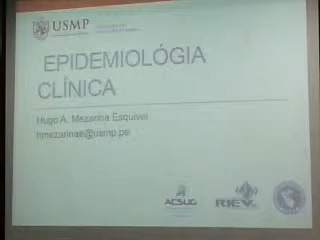 USMP
EPIDEMIOLÓGIA
CLÍNICA
Hugo A. Mezarina Esquivel
hmezarinae@usmp.pe
ACSUG
RIEV